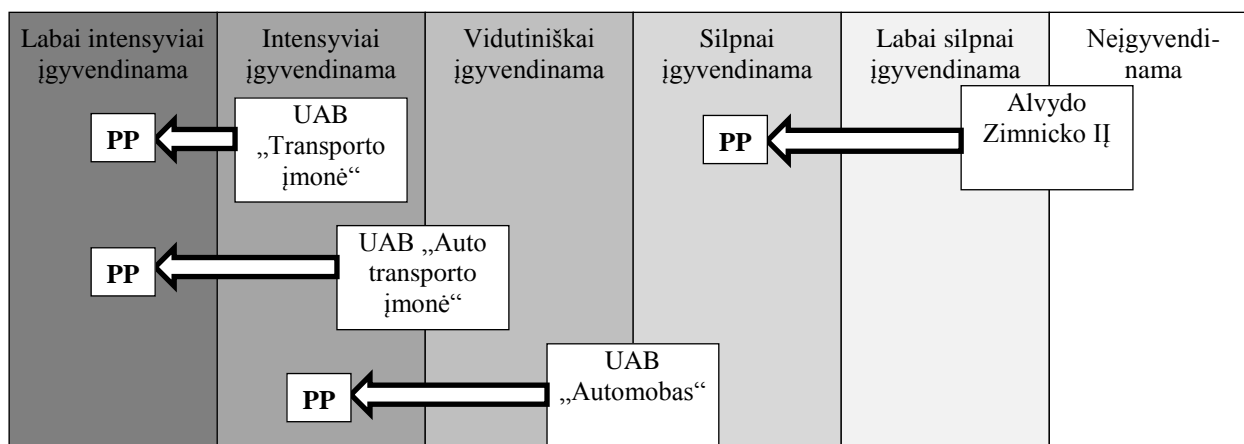 Labai intensyviai
įgyvendinama
Intensyviai
įgyvendinama
Vidutiniškai
įgyvendinama
Silpnai
įgyvendinama
Labai silpnai
įgyvendinama
Neįgyvendi-
nama
PP
UAB
„Transporto
įmonė“
PP
Alvydo
Zimnicko IĮ
PP
UAB „Auto
transporto
įmonė“
PP
UAB
„Automobas“